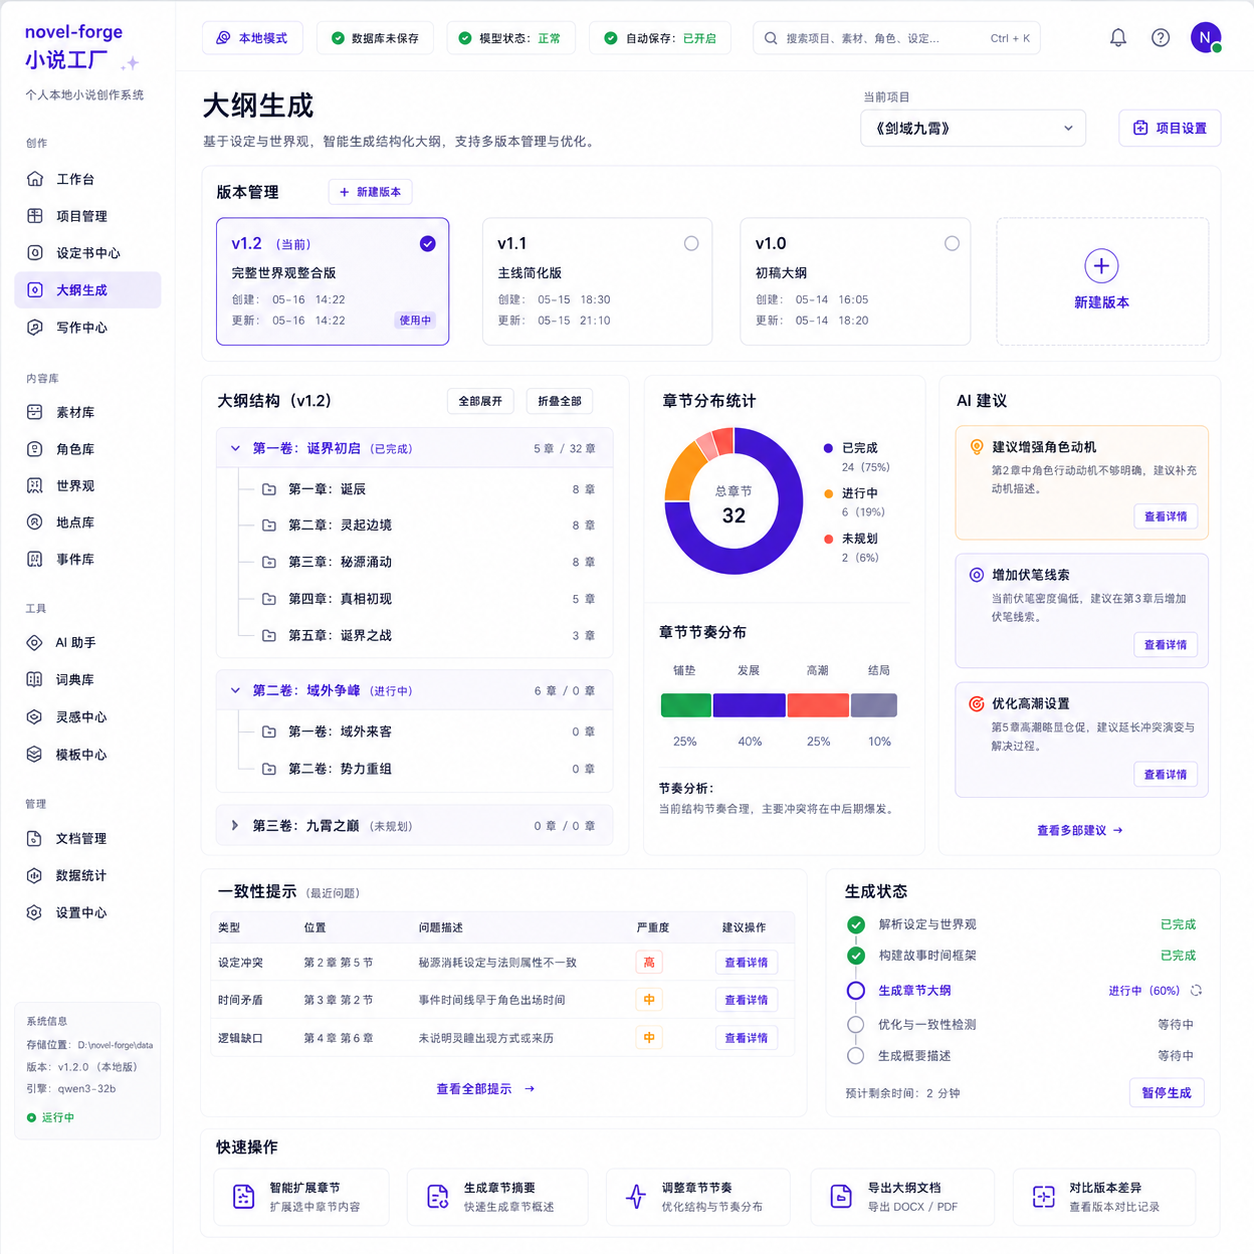 novel-forge
小说工厂
个人本地小说创作系统
创作
工作台
项目管理
设定书中心
大纲生成
写作中心
内容库
素材库
角色库
世界观
地点库
事件库
工具
AI 助手
词典库
灵感中心
模板中心
管理
文档管理
数据统计
设置中心
系统信息
存储位置： D:\novel-forge\data
版本： v1.2.0 （本地版）
引擎： qwen3-32b
运行中
本地模式
数据库未保存
模型状态： 正常
自动保存： 已开启
搜索项目、素材、角色、设定... Ctrl + K
N
大纲生成
基于设定与世界观，智能生成结构化大纲，支持多版本管理与优化。
当前项目
《剑域九霄》
项目设置
版本管理
+ 新建版本
v1.2 （当前）
完整世界观整合版
创建： 05-16 14:22
更新： 05-16 14:22
使用中
v1.1
主线简化版
创建： 05-15 18:30
更新： 05-15 21:10
v1.0
初稿大纲
创建： 05-14 16:05
更新： 05-14 18:20
新建版本
大纲结构（v1.2）
全部展开
折叠全部
第一卷：诞界初启 （已完成） 5 章 / 32 章
第一章：诞辰 8 章
第二章：灵起边境 8 章
第三章：秘源涌动 8 章
第四章：真相初现 5 章
第五章：诞界之战 3 章
第二卷：域外争峰 （进行中） 6 章 / 0 章
第一卷：域外来客 0 章
第二卷：势力重组 0 章
第三卷：九霄之巅 （未规划） 0 章 / 0 章
章节分布统计
总章节
32
已完成
24 (75%)
进行中
6 (19%)
未规划
2 (6%)
章节节奏分布
铺垫 发展 高潮 结局
25% 40% 25% 10%
节奏分析：
当前结构节奏合理，主要冲突将在中后期爆发。
AI 建议
建议增强角色动机
第2章中角色行动动机不够明确，建议补充
动机描述。
查看详情
增加伏笔线索
当前伏笔密度偏低，建议在第3章后增加
伏笔线索。
查看详情
优化高潮设置
第5章高潮略显仓促，建议延长冲突演变与
解决过程。
查看详情
查看多部建议 →
一致性提示 （最近问题）
类型 位置 问题描述 严重度 建议操作
设定冲突 第 2 章 第 5 节 秘源消耗设定与法则属性不一致 高 查看详情
时间矛盾 第 3 章 第 2 节 事件时间线早于角色出场时间 中 查看详情
逻辑缺口 第 4 章 第 6 章 未说明灵瞳出现方式或来历 中 查看详情
查看全部提示 →
生成状态
解析设定与世界观 已完成
构建故事时间框架 已完成
生成章节大纲 进行中 (60%)
优化与一致性检测 等待中
生成概要描述 等待中
预计剩余时间： 2 分钟
暂停生成
快速操作
智能扩展章节
扩展选中章节内容
生成章节摘要
快速生成章节概述
调整章节节奏
优化结构与节奏分布
导出大纲文档
导出 DOCX / PDF
对比版本差异
查看版本对比记录